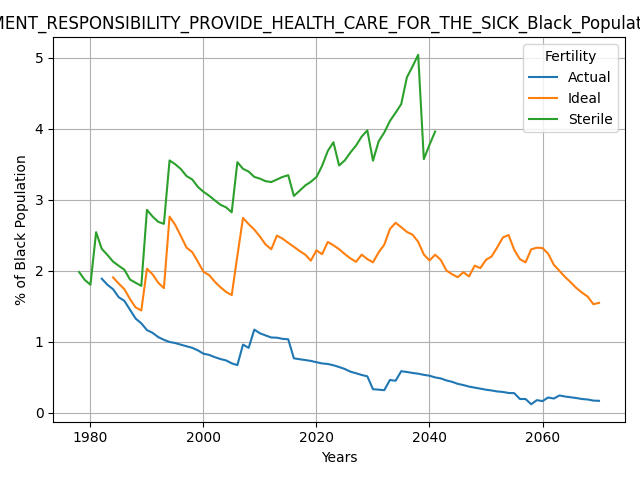 MENT_RESPONSIBILITY_PROVIDE_HEALTH_CARE_FOR_THE_SICK_Black_Populat
% of Black Population
5
4
3
2
1
0
Fertility
Actual
Ideal
Sterile
1980 2000 2020 2040 2060
Years